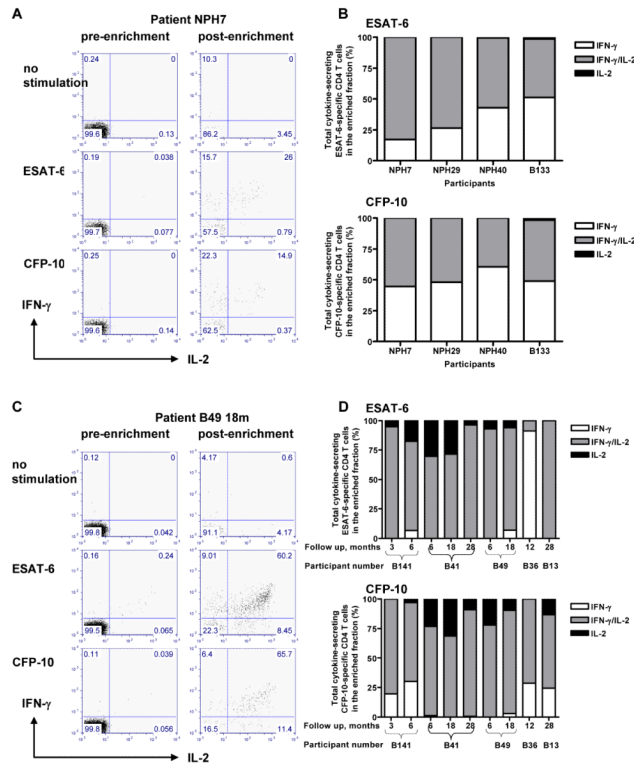 A
Patient NPH7
pre-enrichment post-enrichment
no stimulation
0.24 0
99.6 0.13
10.3 0
86.2 3.45
ESAT-6
0.19 0.038
99.7 0.077
15.7 26
57.5 0.79
CFP-10
0.25 0
99.6 0.14
22.3 14.9
62.5 0.37
IFN-γ
IL-2
B
ESAT-6
Total cytokine-secreting
ESAT-6-specific CD4 T cells
in the enriched fraction (%)
100
75
50
25
0
NPH7 NPH29 NPH40 B133
Participants
IFN-γ
IFN-γ/IL-2
IL-2
CFP-10
Total cytokine-secreting
CFP-10-specific CD4 T cells
in the enriched fraction (%)
100
75
50
25
0
NPH7 NPH29 NPH40 B133
Participants
IFN-γ
IFN-γ/IL-2
IL-2
C
Patient B49 18m
pre-enrichment post-enrichment
no stimulation
0.12 0
99.8 0.042
4.17 0.6
91.1 4.17
ESAT-6
0.16 0.24
99.5 0.065
9.01 60.2
22.3 8.45
CFP-10
0.11 0.039
99.8 0.056
6.4 65.7
16.5 11.4
IFN-γ
IL-2
D
ESAT-6
Total cytokine-secreting
ESAT-6-specific CD4 T cells
in the enriched fraction (%)
100
75
50
25
0
IFN-γ
IFN-γ/IL-2
IL-2
Follow up, months 3 6 6 18 28 6 18 12 28
Participant number B141 B41 B49 B36 B13
CFP-10
Total cytokine-secreting
CFP-10-specific CD4 T cells
in the enriched fraction (%)
100
75
50
25
0
IFN-γ
IFN-γ/IL-2
IL-2
Follow up, months 3 6 6 18 28 6 18 12 28
Participant number B141 B41 B49 B36 B13